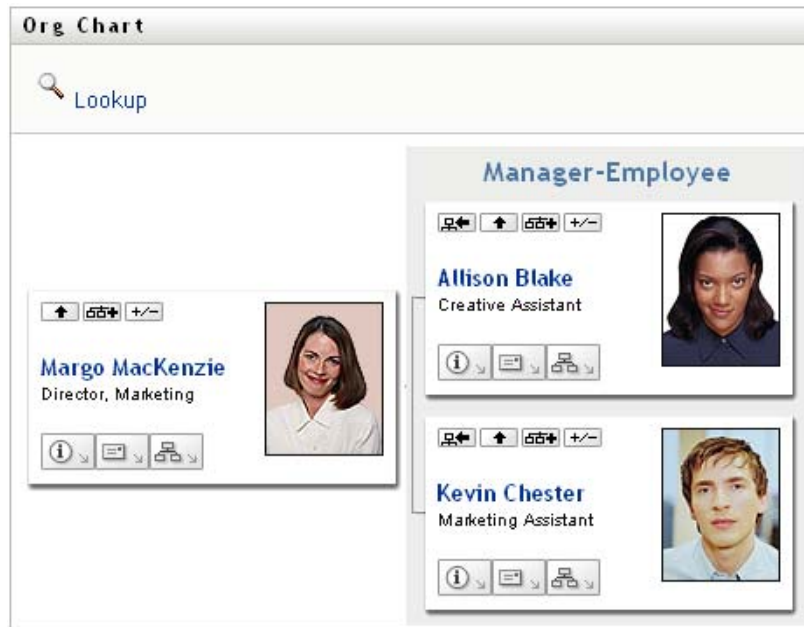 Org Chart
Lookup
Manager-Employee
+/-
Margo MacKenzie
Director, Marketing
+/-
Allison Blake
Creative Assistant
+/-
Kevin Chester
Marketing Assistant